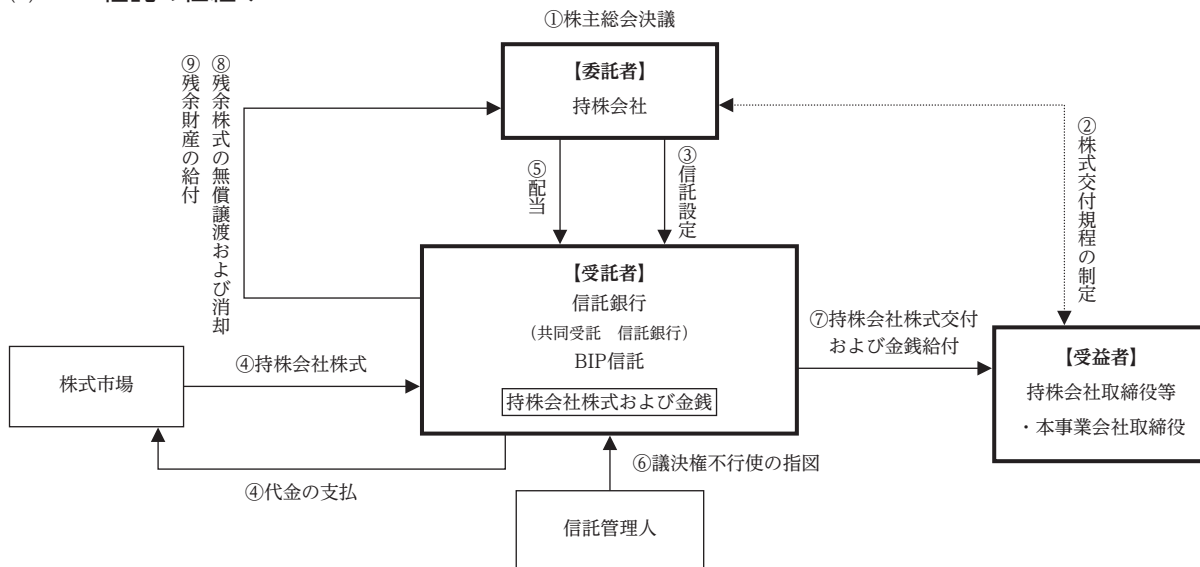 ①株主総会決議
【委託者】
持株会社
⑨残余財産の給付
⑧残余株式の無償譲渡および消却
②株式交付規程の制定
⑤配当
③信託設定
【受託者】
信託銀行
（共同受託　信託銀行）
BIP信託
持株会社株式および金銭
⑦持株会社株式交付
および金銭給付
【受益者】
持株会社取締役等
・本事業会社取締役
株式市場
④持株会社株式
④代金の支払
⑥議決権不行使の指図
信託管理人